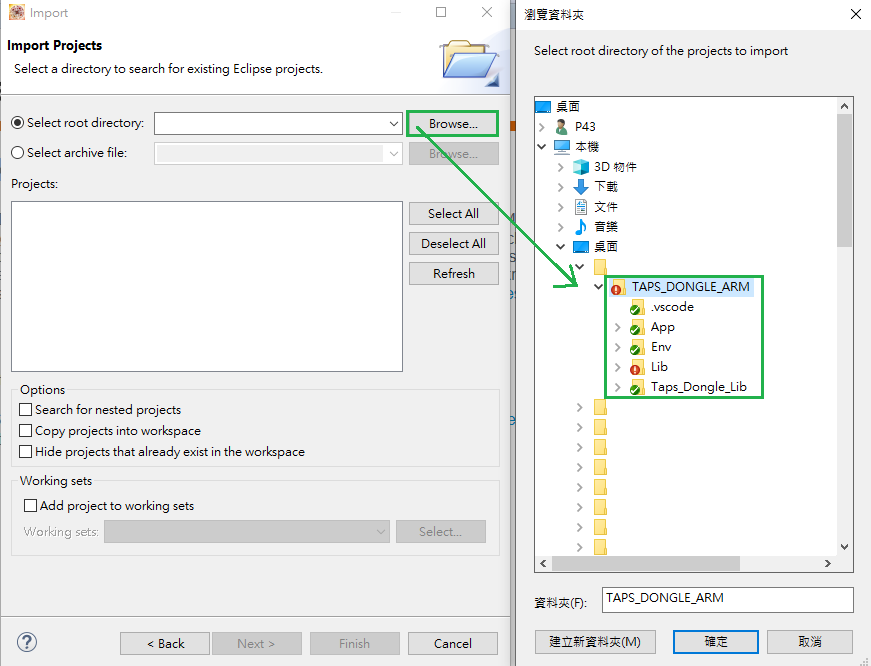 Import
Import Projects
Select a directory to search for existing Eclipse projects.
Select root directory:
Browse...
Select archive file:
Browse...
Projects:
Select All
Deselect All
Refresh
Options
Search for nested projects
Copy projects into workspace
Hide projects that already exist in the workspace
Working sets
Add project to working sets
Working sets:
Select...
?
< Back
Next >
Finish
Cancel
瀏覽資料夾
Select root directory of the projects to import
桌面
P43
本機
3D 物件
下載
文件
音樂
桌面
TAPS_DONGLE_ARM
.vscode
App
Env
Lib
Taps_Dongle_Lib
資料夾(F):
TAPS_DONGLE_ARM
建立新資料夾(M)
確定
取消